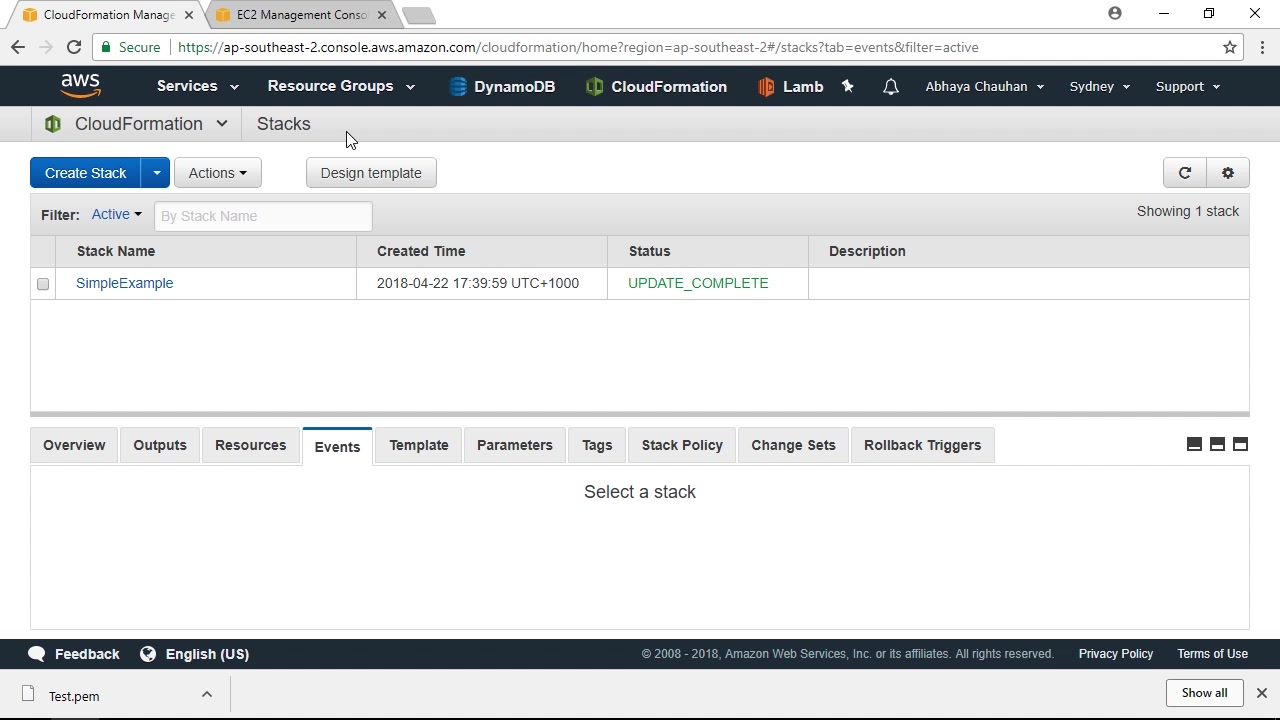 CloudFormation Manage
EC2 Management Conso
Secure
https://ap-southeast-2.console.aws.amazon.com/cloudformation/home?region=ap-southeast-2#/stacks?tab=events&filter=active
aws
Services
Resource Groups
DynamoDB
CloudFormation
Lamb
Abhaya Chauhan
Sydney
Support
CloudFormation
Stacks
Create Stack
Actions
Design template
Filter:
Active
By Stack Name
Showing 1 stack
Stack Name
Created Time
Status
Description
SimpleExample
2018-04-22 17:39:59 UTC+1000
UPDATE_COMPLETE
Overview
Outputs
Resources
Events
Template
Parameters
Tags
Stack Policy
Change Sets
Rollback Triggers
Select a stack
Feedback
English (US)
© 2008 - 2018, Amazon Web Services, Inc. or its affiliates. All rights reserved.
Privacy Policy
Terms of Use
Test.pem
Show all